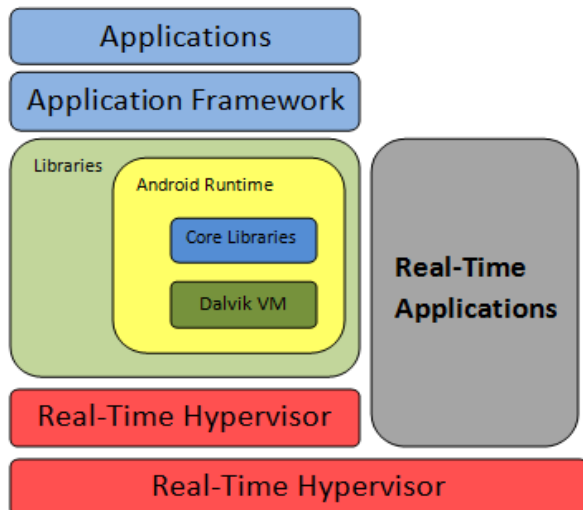 Applications
Application Framework
Libraries
Android Runtime
Core Libraries
Dalvik VM
Real-Time
Applications
Real-Time Hypervisor
Real-Time Hypervisor